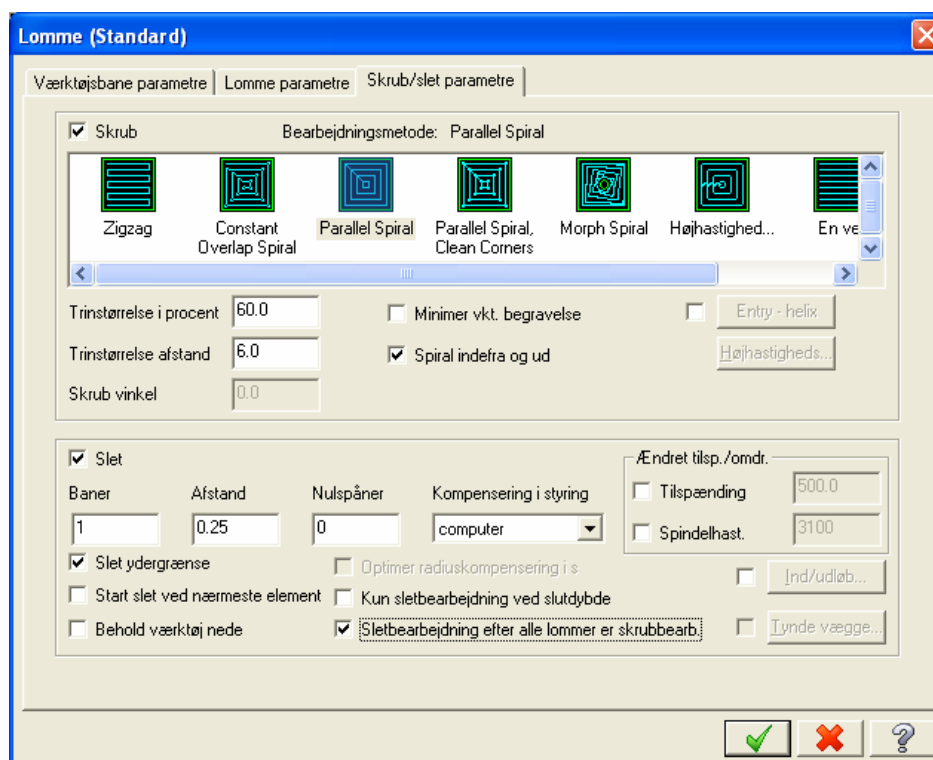 Lomme (Standard)
Værktøjsbane parametre Lomme parametre Skrub/slet parametre
Skrub Bearbejdningsmetode: Parallel Spiral
Zigzag Constant Overlap Spiral Parallel Spiral Parallel Spiral, Clean Corners Morph Spiral Højhastighed... En ve
Trinstørrelse i procent 60.0 Minimer vkt. begravelse Entry - helix
Trinstørrelse afstand 6.0 Spiral indefra og ud Højhastigheds...
Skrub vinkel 0.0
Slet Ændret tilsp./omdr.
Baner Afstand Nulspåner Kompensering i styring Tilspænding 500.0
1 0.25 0 computer Spindelhast. 3100
Slet ydergrænse Optimer radiuskompensering i s Ind/udløb...
Start slet ved nærmeste element Kun sletbearbejdning ved slutdybde
Behold værktøj nede Sletbearbejdning efter alle lommer er skrubbearb. Tynde vægge...